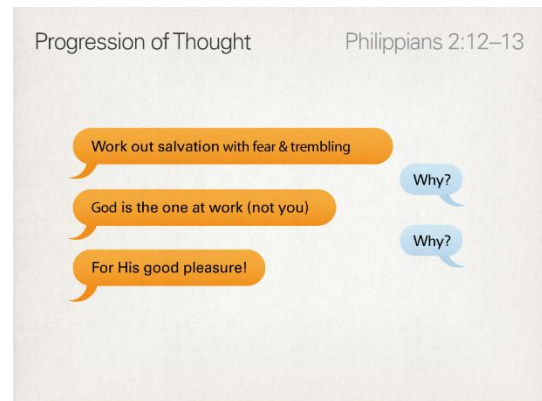 Progression of Thought
Philippians 2:12–13
Work out salvation with fear & trembling
Why?
God is the one at work (not you)
Why?
For His good pleasure!